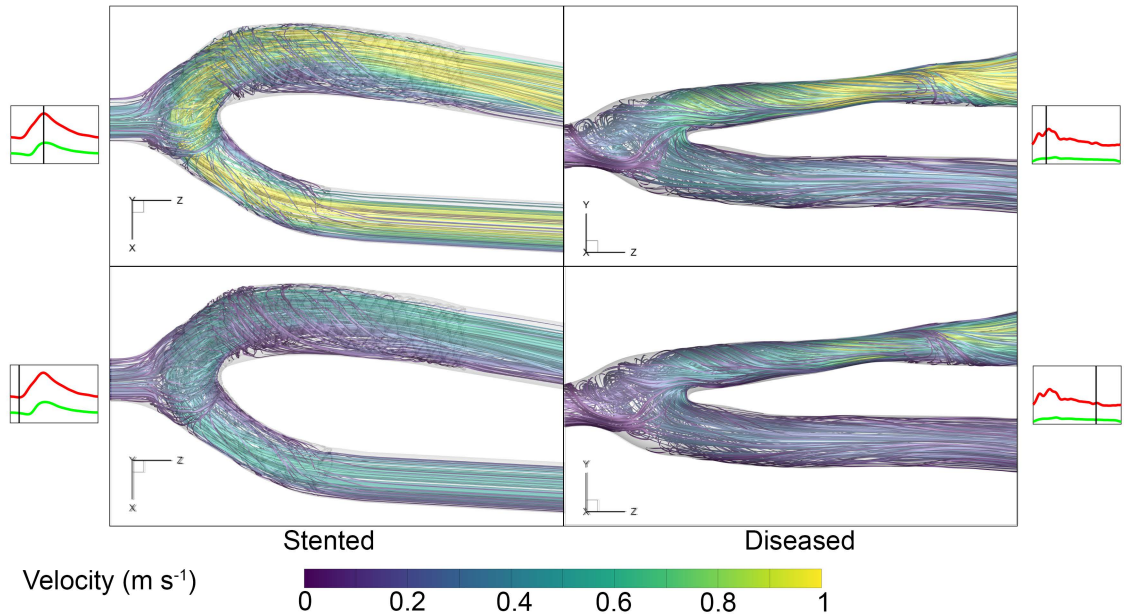 Y Z
X
Y
X Z
Y Z
X
Y
X Z
Stented Diseased
Velocity (m s⁻¹)
0 0.2 0.4 0.6 0.8 1